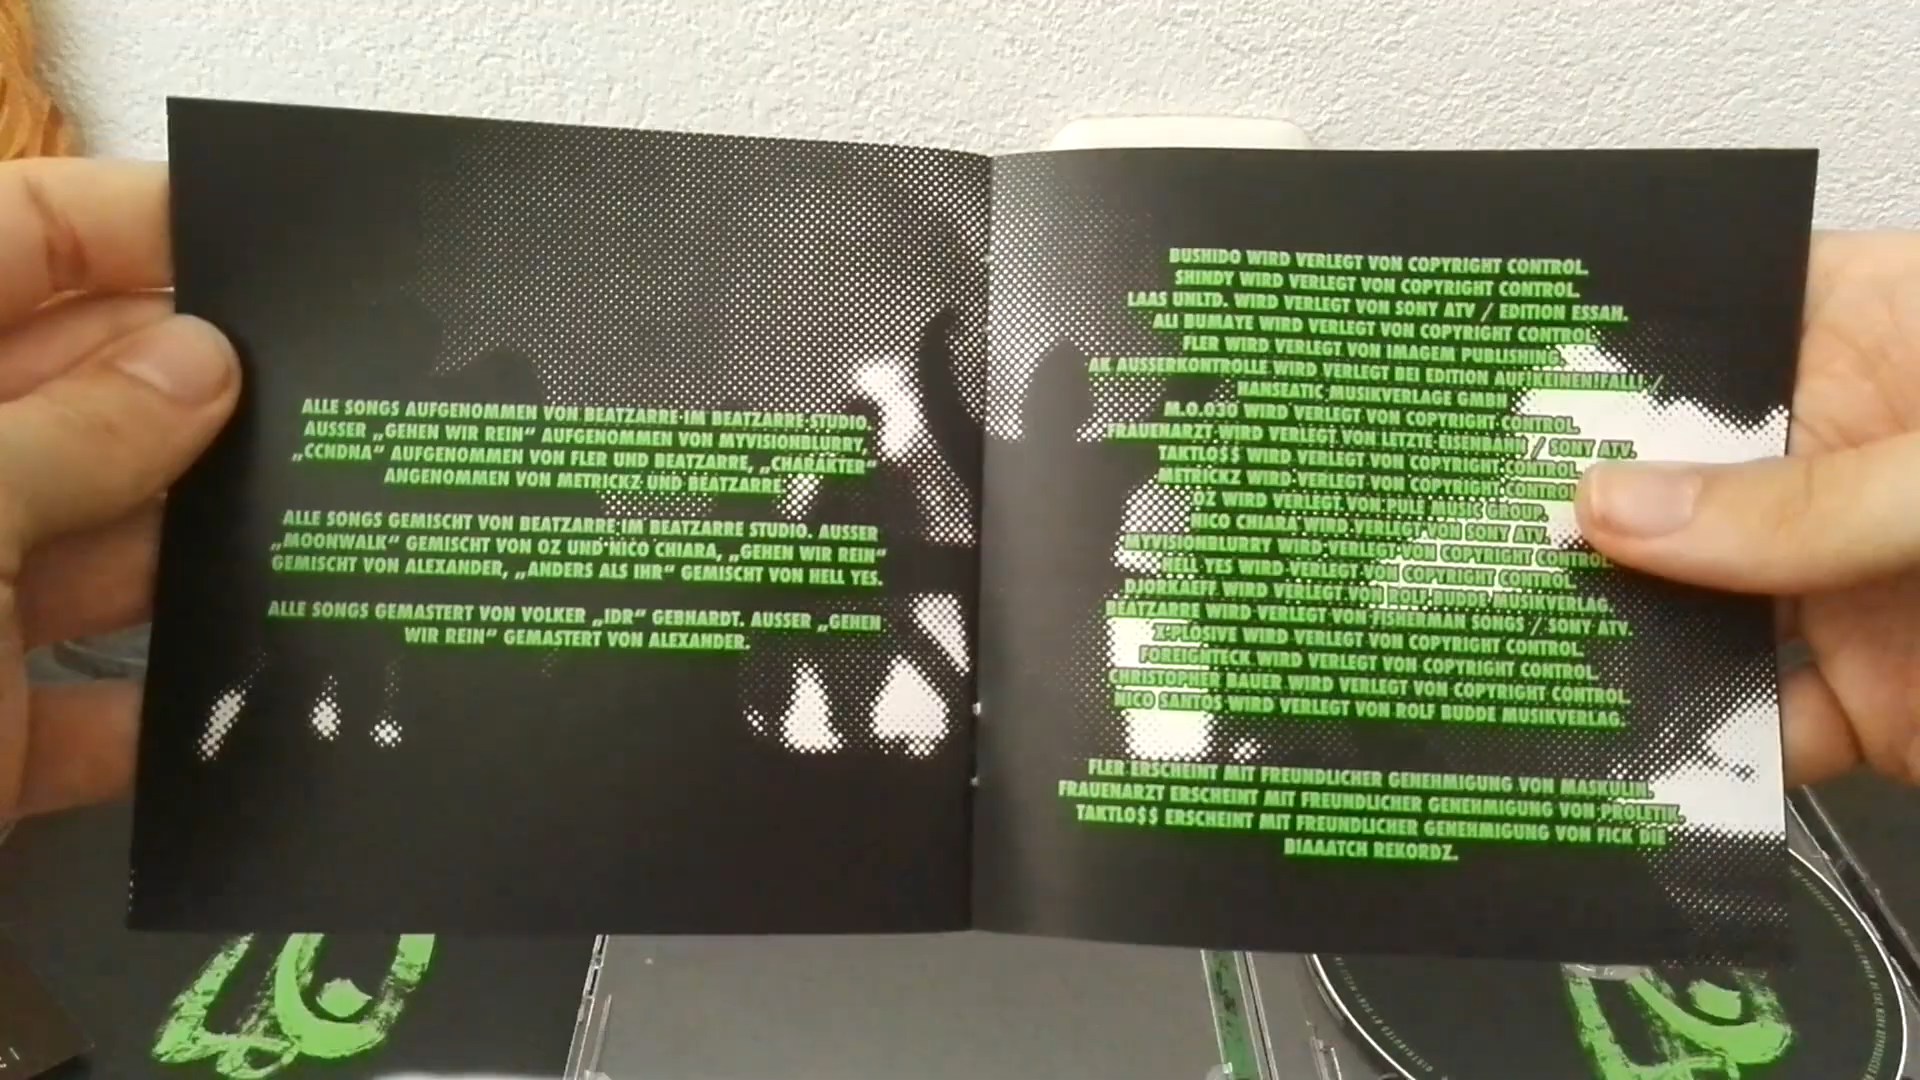 ALLE SONGS AUFGENOMMEN VON BEATZARRE IM BEATZARRE STUDIO.
AUSSER „GEHEN WIR REIN“ AUFGENOMMEN VON MYVISIONBLURRY,
„CCNDNA“ AUFGENOMMEN VON FLER UND BEATZARRE, „CHARAKTER“
ANGENOMMEN VON METRICKZ UND BEATZARRE.
ALLE SONGS GEMISCHT VON BEATZARRE IM BEATZARRE STUDIO. AUSSER
„MOONWALK“ GEMISCHT VON OZ UND NICO CHIARA, „GEHEN WIR REIN“
GEMISCHT VON ALEXANDER, „ANDERS ALS IHR“ GEMISCHT VON HELL YES.
ALLE SONGS GEMASTERT VON VOLKER „IDR“ GEBHARDT. AUSSER „GEHEN
WIR REIN“ GEMASTERT VON ALEXANDER.
BUSHIDO WIRD VERLEGT VON COPYRIGHT CONTROL.
SHINDY WIRD VERLEGT VON COPYRIGHT CONTROL.
LAAS UNLTD. WIRD VERLEGT VON SONY ATV / EDITION ESSAH.
ALI BUMAYE WIRD VERLEGT VON COPYRIGHT CONTROL.
FLER WIRD VERLEGT VON IMAGEM PUBLISHING.
AK AUSSERKONTROLLE WIRD VERLEGT BEI EDITION AUFKEINENFALL! /
HANSEATIC MUSIKVERLAGE GMBH
M.O.030 WIRD VERLEGT VON COPYRIGHT CONTROL.
FRAUENARZT WIRD VERLEGT VON LETZTE EISENBAHN / SONY ATV.
TAKTLO$$ WIRD VERLEGT VON COPYRIGHT CONTROL.
METRICKZ WIRD VERLEGT VON COPYRIGHT CONTROL
OZ WIRD VERLEGT VON PULE MUSIC GROUP.
NICO CHIARA WIRD VERLEGT VON SONY ATV.
MYVISIONBLURRY WIRD VERLEGT VON COPYRIGHT CONTROL.
HELL YES WIRD VERLEGT VON COPYRIGHT CONTROL.
DJORKAEFF WIRD VERLEGT VON ROLF BUDDE MUSIKVERLAG.
BEATZARRE WIRD VERLEGT VON FISHERMAN SONGS / SONY ATV.
X-PLOSIVE WIRD VERLEGT VON COPYRIGHT CONTROL.
FOREIGNTECK WIRD VERLEGT VON COPYRIGHT CONTROL.
CHRISTOPHER BAUER WIRD VERLEGT VON COPYRIGHT CONTROL.
NICO SANTOS WIRD VERLEGT VON ROLF BUDDE MUSIKVERLAG.
FLER ERSCHEINT MIT FREUNDLICHER GENEHMIGUNG VON MASKULIN.
FRAUENARZT ERSCHEINT MIT FREUNDLICHER GENEHMIGUNG VON PROLETIK.
TAKTLO$$ ERSCHEINT MIT FREUNDLICHER GENEHMIGUNG VON FICK DIE
BIAAATCH REKORDZ.